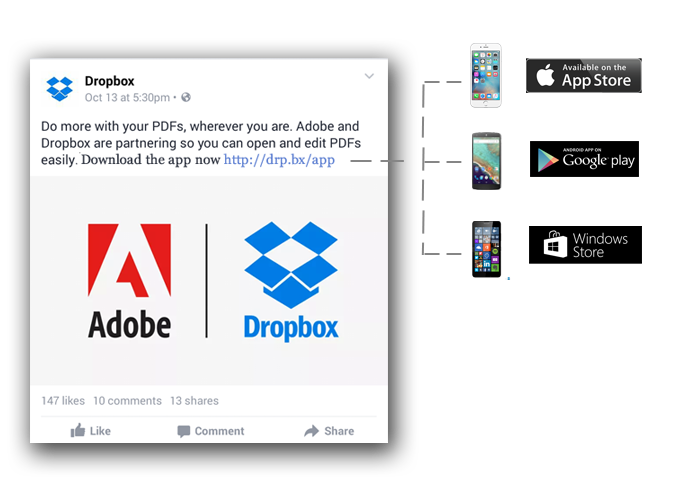 Dropbox
Oct 13 at 5:30pm •
Do more with your PDFs, wherever you are. Adobe and
Dropbox are partnering so you can open and edit PDFs
easily. Download the app now http://drp.bx/app
Adobe
Dropbox
147 likes 10 comments 13 shares
Like Comment Share
Available on the
App Store
ANDROID APP ON
Google play
Windows
Store